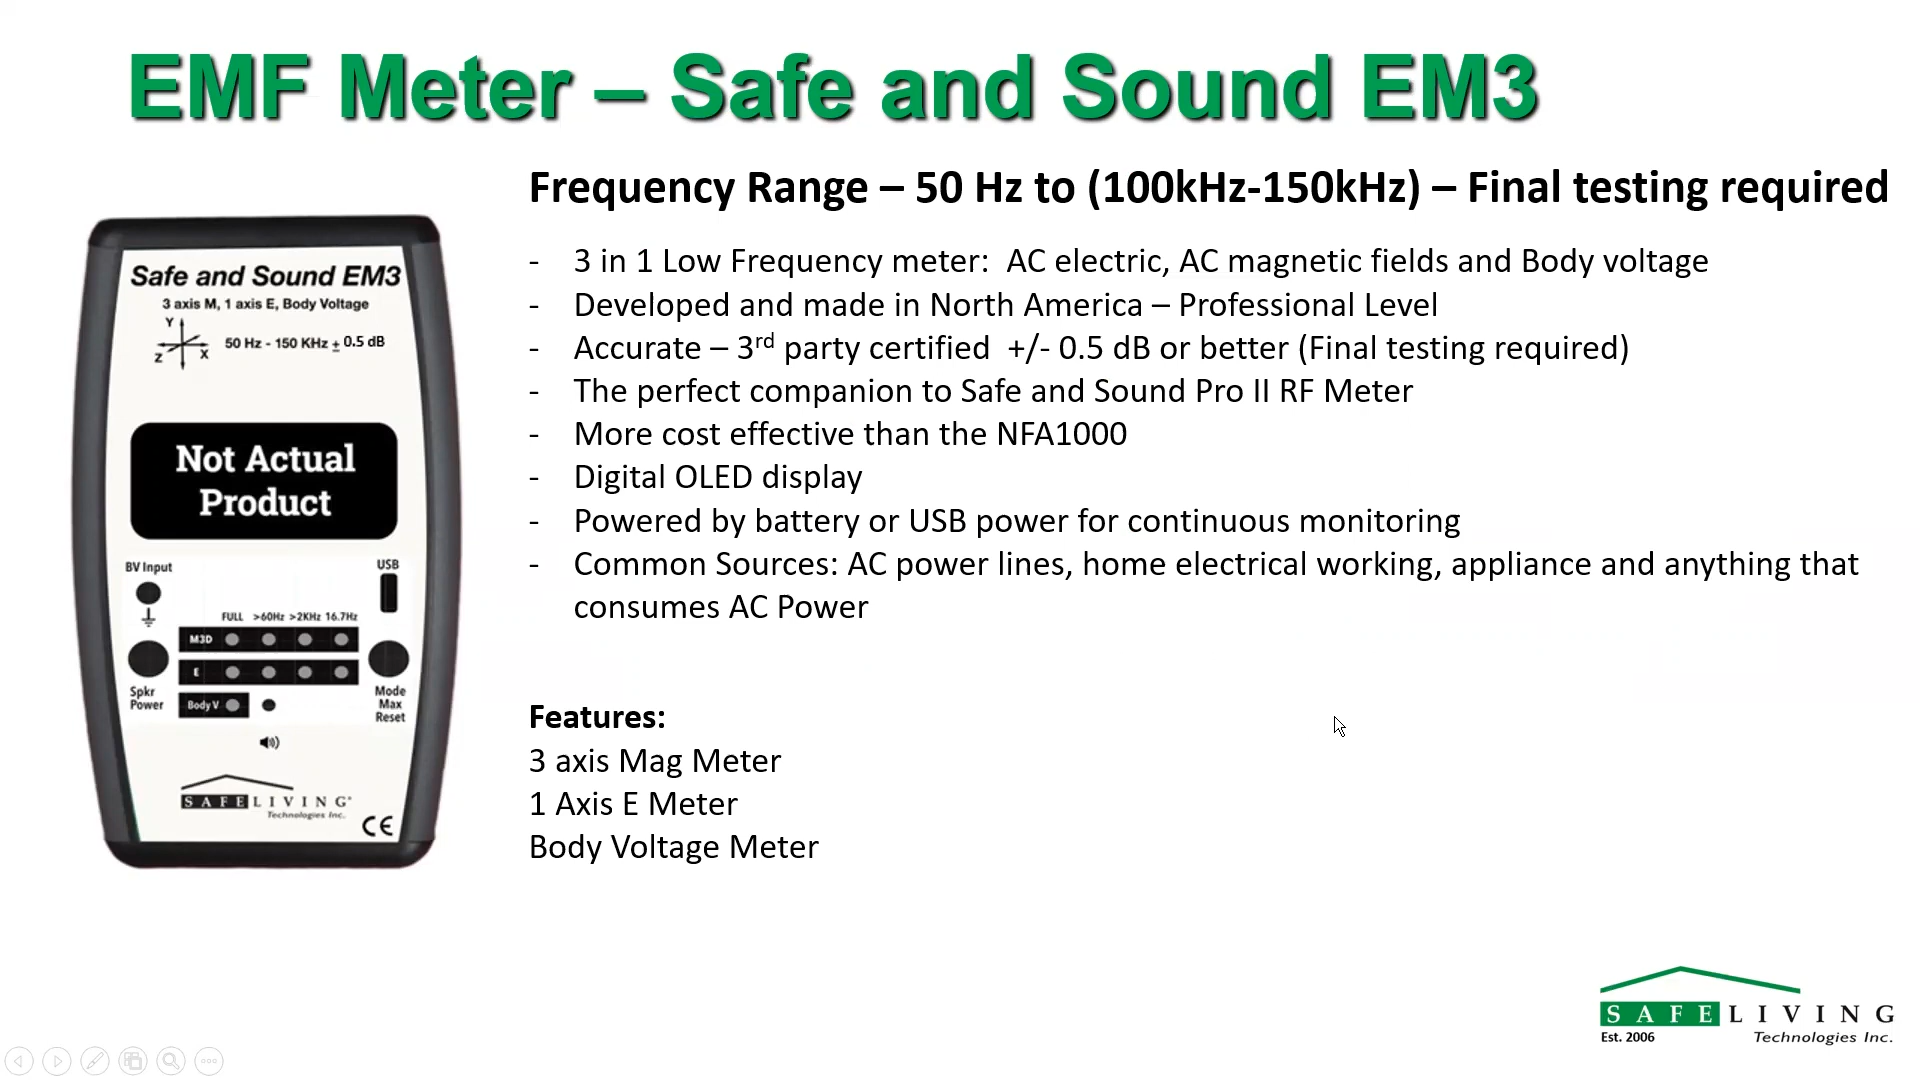 EMF Meter – Safe and Sound EM3
Frequency Range – 50 Hz to (100kHz-150kHz) – Final testing required
- 3 in 1 Low Frequency meter: AC electric, AC magnetic fields and Body voltage
- Developed and made in North America – Professional Level
- Accurate – 3rd party certified +/- 0.5 dB or better (Final testing required)
- The perfect companion to Safe and Sound Pro II RF Meter
- More cost effective than the NFA1000
- Digital OLED display
- Powered by battery or USB power for continuous monitoring
- Common Sources: AC power lines, home electrical working, appliance and anything that
consumes AC Power
Features:
3 axis Mag Meter
1 Axis E Meter
Body Voltage Meter
Safe and Sound EM3
3 axis M, 1 axis E, Body Voltage
Y
Z X
50 Hz - 150 KHz ± 0.5 dB
Not Actual
Product
BV Input
USB
FULL >60Hz >2KHz 16.7Hz
M3D
E
Body V
Spkr
Power
Mode
Max
Reset
SAFELIVING®
Technologies Inc.
CE
SAFELIVING
Est. 2006 Technologies Inc.